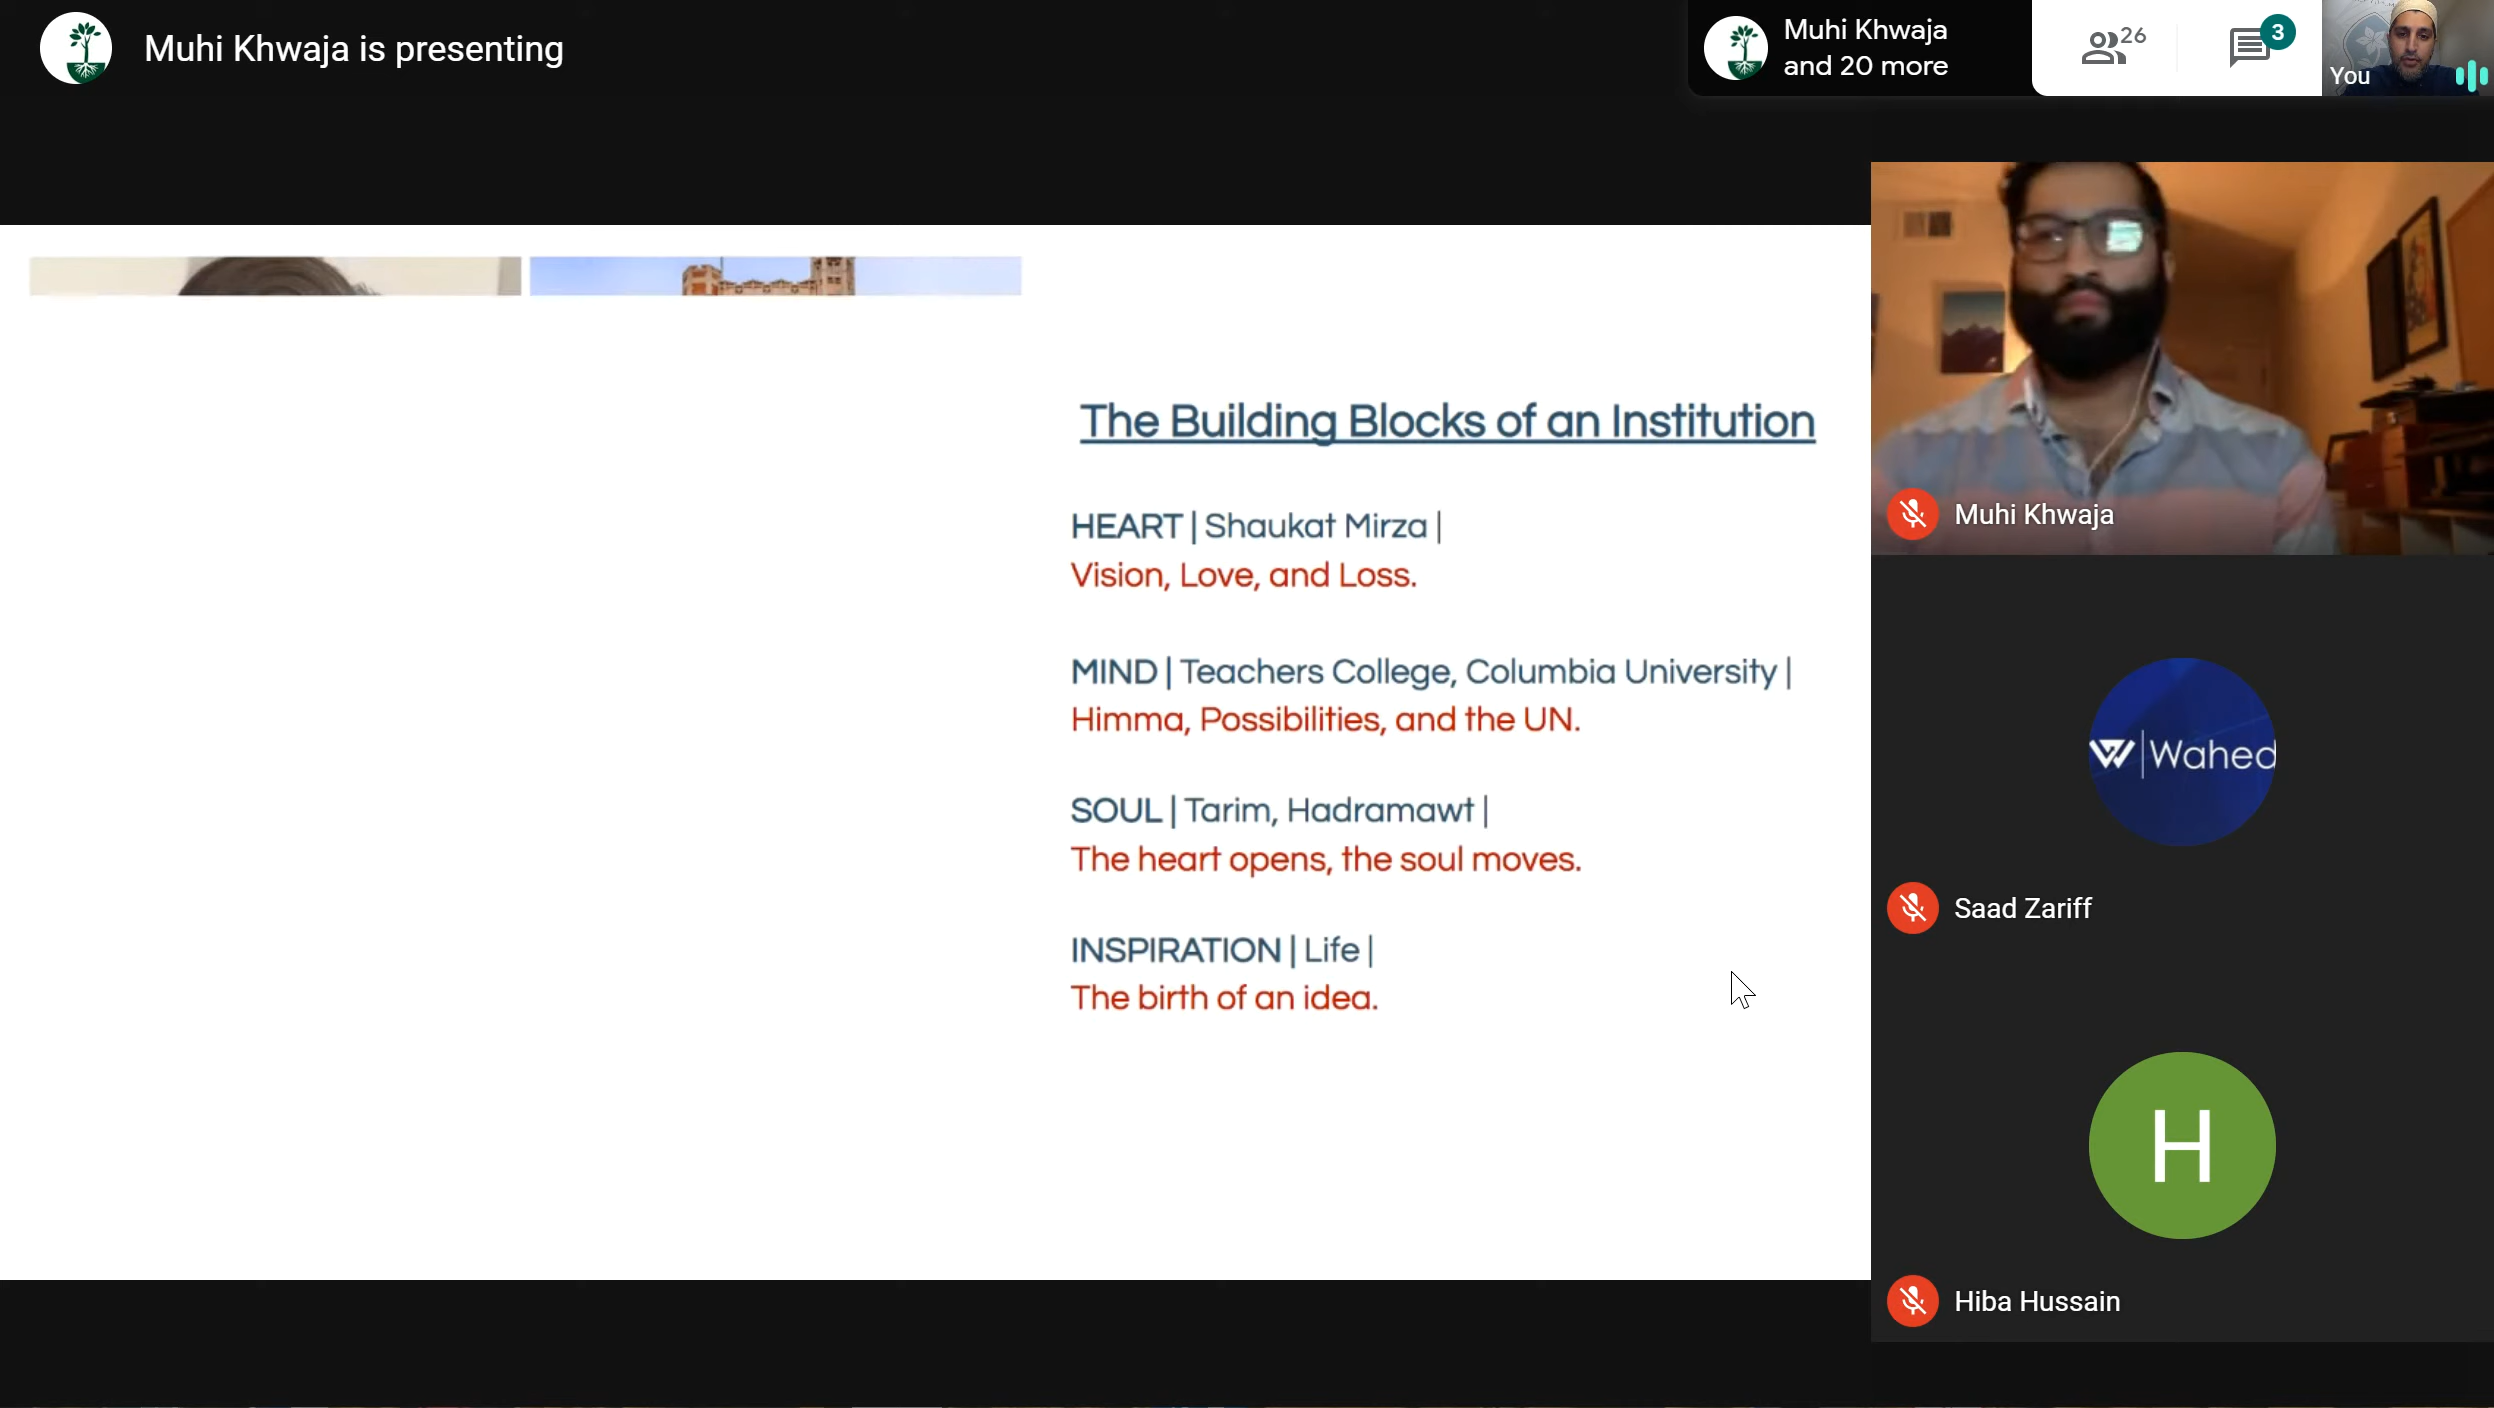 Muhi Khwaja is presenting
Muhi Khwaja
and 20 more
26
3
You
The Building Blocks of an Institution
HEART | Shaukat Mirza |
Vision, Love, and Loss.
MIND | Teachers College, Columbia University |
Himma, Possibilities, and the UN.
SOUL | Tarim, Hadramawt |
The heart opens, the soul moves.
INSPIRATION | Life |
The birth of an idea.
Muhi Khwaja
W | Wahed
Saad Zariff
H
Hiba Hussain